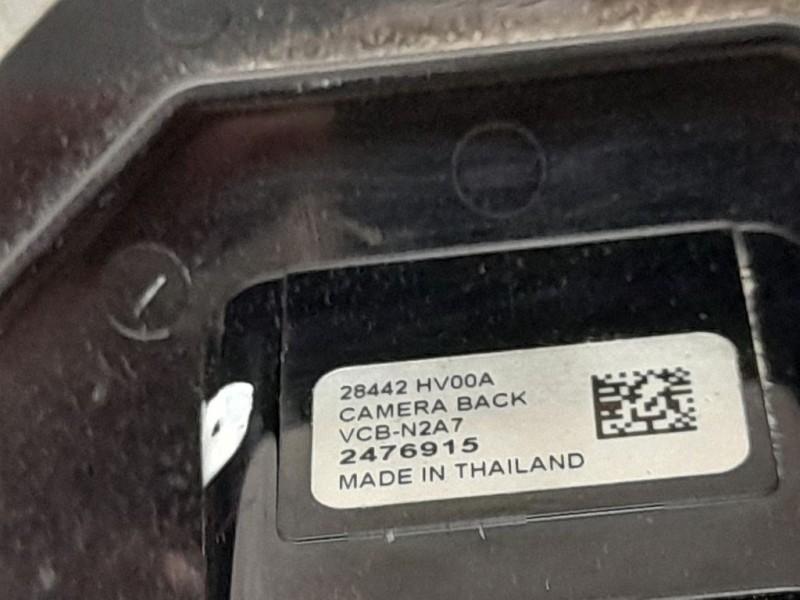 28442 HV00A
CAMERA BACK
VCB-N2A7
2476915
MADE IN THAILAND